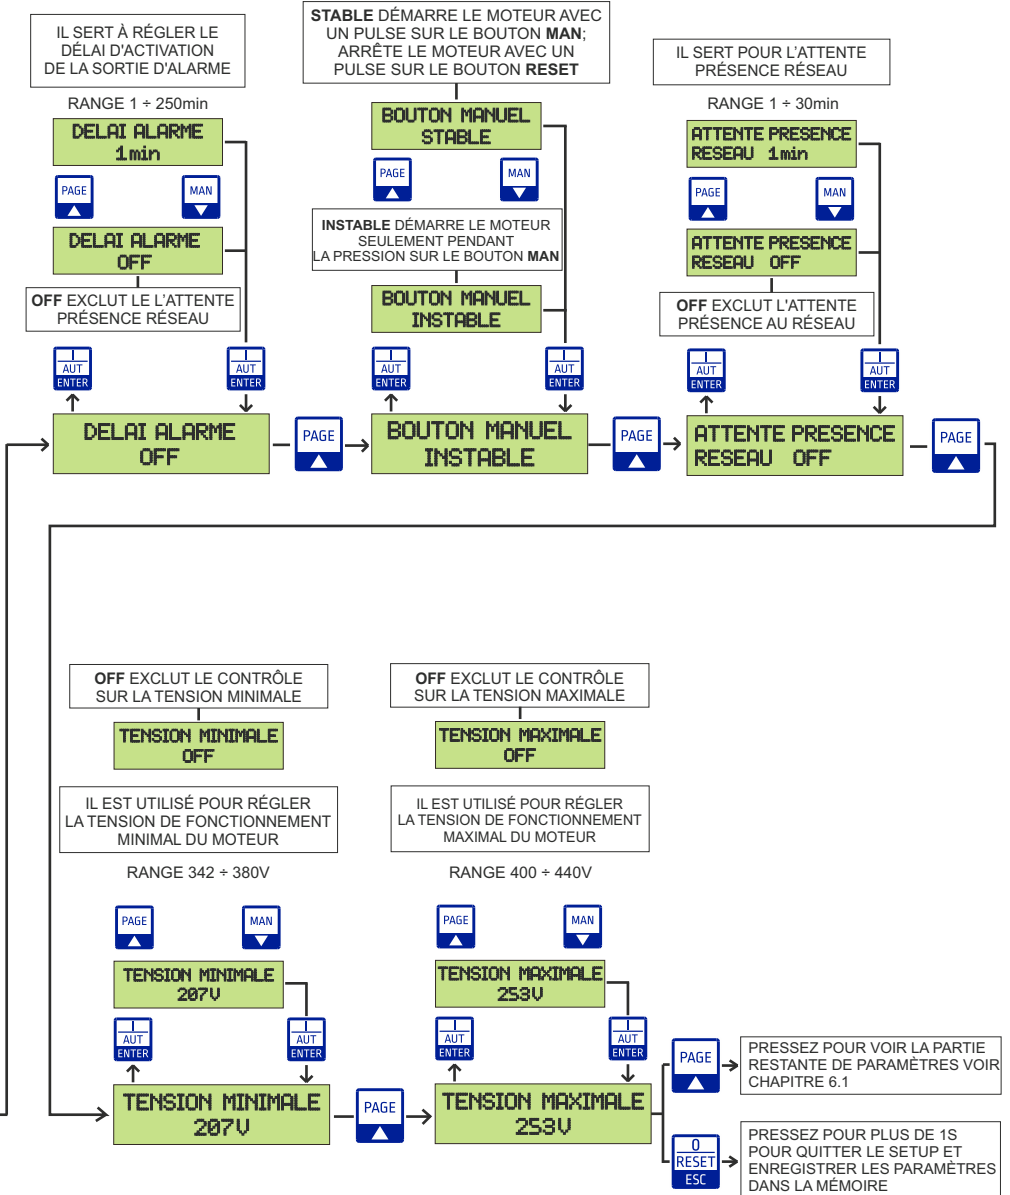 IL SERT À RÉGLER LE
DÉLAI D'ACTIVATION
DE LA SORTIE D'ALARME
RANGE 1 ÷ 250min
DELAI ALARME
1min
PAGE
MAN
DELAI ALARME
OFF
OFF EXCLUT LE L'ATTENTE
PRÉSENCE RÉSEAU
I
AUT
ENTER
I
AUT
ENTER
DELAI ALARME
OFF
PAGE
STABLE DÉMARRE LE MOTEUR AVEC
UN PULSE SUR LE BOUTON MAN;
ARRÊTE LE MOTEUR AVEC UN
PULSE SUR LE BOUTON RESET
BOUTON MANUEL
STABLE
PAGE
MAN
INSTABLE DÉMARRE LE MOTEUR
SEULEMENT PENDANT
LA PRESSION SUR LE BOUTON MAN
BOUTON MANUEL
INSTABLE
I
AUT
ENTER
I
AUT
ENTER
BOUTON MANUEL
INSTABLE
PAGE
IL SERT POUR L'ATTENTE
PRÉSENCE RÉSEAU
RANGE 1 ÷ 30min
ATTENTE PRESENCE
RESEAU 1min
PAGE
MAN
ATTENTE PRESENCE
RESEAU OFF
OFF EXCLUT L'ATTENTE
PRÉSENCE AU RÉSEAU
I
AUT
ENTER
I
AUT
ENTER
ATTENTE PRESENCE
RESEAU OFF
PAGE
OFF EXCLUT LE CONTRÔLE
SUR LA TENSION MINIMALE
TENSION MINIMALE
OFF
IL EST UTILISÉ POUR RÉGLER
LA TENSION DE FONCTIONNEMENT
MINIMAL DU MOTEUR
RANGE 342 ÷ 380V
PAGE
MAN
TENSION MINIMALE
207V
I
AUT
ENTER
I
AUT
ENTER
TENSION MINIMALE
207V
PAGE
OFF EXCLUT LE CONTRÔLE
SUR LA TENSION MAXIMALE
TENSION MAXIMALE
OFF
IL EST UTILISÉ POUR RÉGLER
LA TENSION DE FONCTIONNEMENT
MAXIMAL DU MOTEUR
RANGE 400 ÷ 440V
PAGE
MAN
TENSION MAXIMALE
253V
I
AUT
ENTER
I
AUT
ENTER
TENSION MAXIMALE
253V
PAGE
PRESSEZ POUR VOIR LA PARTIE
RESTANTE DE PARAMÈTRES VOIR
CHAPITRE 6.1
0
RESET
ESC
PRESSEZ POUR PLUS DE 1S
POUR QUITTER LE SETUP ET
ENREGISTRER LES PARAMÈTRES
DANS LA MÉMOIRE